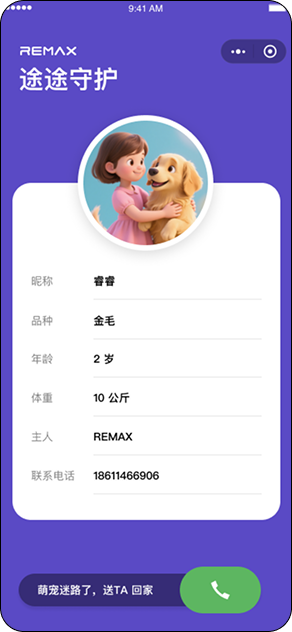 9:41 AM
REMAX
途途守护
昵称 睿睿
品种 金毛
年龄 2 岁
体重 10 公斤
主人 REMAX
联系电话 18611466906
萌宠迷路了，送TA 回家